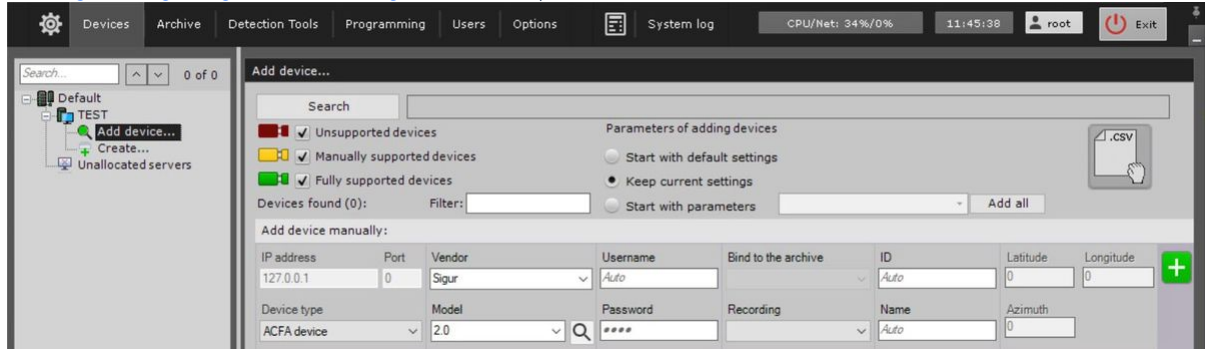 Devices Archive Detection Tools Programming Users Options System log CPU/Net: 34%/0% 11:45:38 root Exit
Search... 0 of 0
Default
TEST
Add device...
Create...
Unallocated servers
Add device...
Search
Unsupported devices
Manually supported devices
Fully supported devices
Parameters of adding devices
Start with default settings
Keep current settings
Start with parameters
Add all
.CSV
Devices found (0): Filter:
Add device manually:
IP address Port Vendor Username Bind to the archive ID Latitude Longitude
127.0.0.1 0 Sigur Auto Auto 0 0
Device type Model Password Recording Name Azimuth
ACFA device 2.0 **** Auto 0